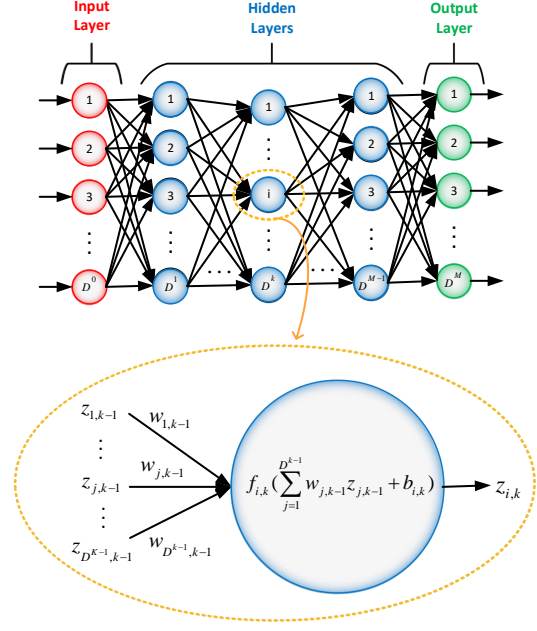 Input Layer
Hidden Layers
Output Layer
1 1 1 1 1
2 2 2 2
3 3 i 3 3
D^0 D^1 .... D^k .... D^{M-1} D^M
z_{1,k-1} w_{1,k-1}
z_{j,k-1} w_{j,k-1} f_{i,k}(∑_{j=1}^{D^{k-1}} w_{j,k-1} z_{j,k-1} + b_{i,k}) z_{i,k}
z_{D^{K-1},k-1} w_{D^{k-1},k-1}